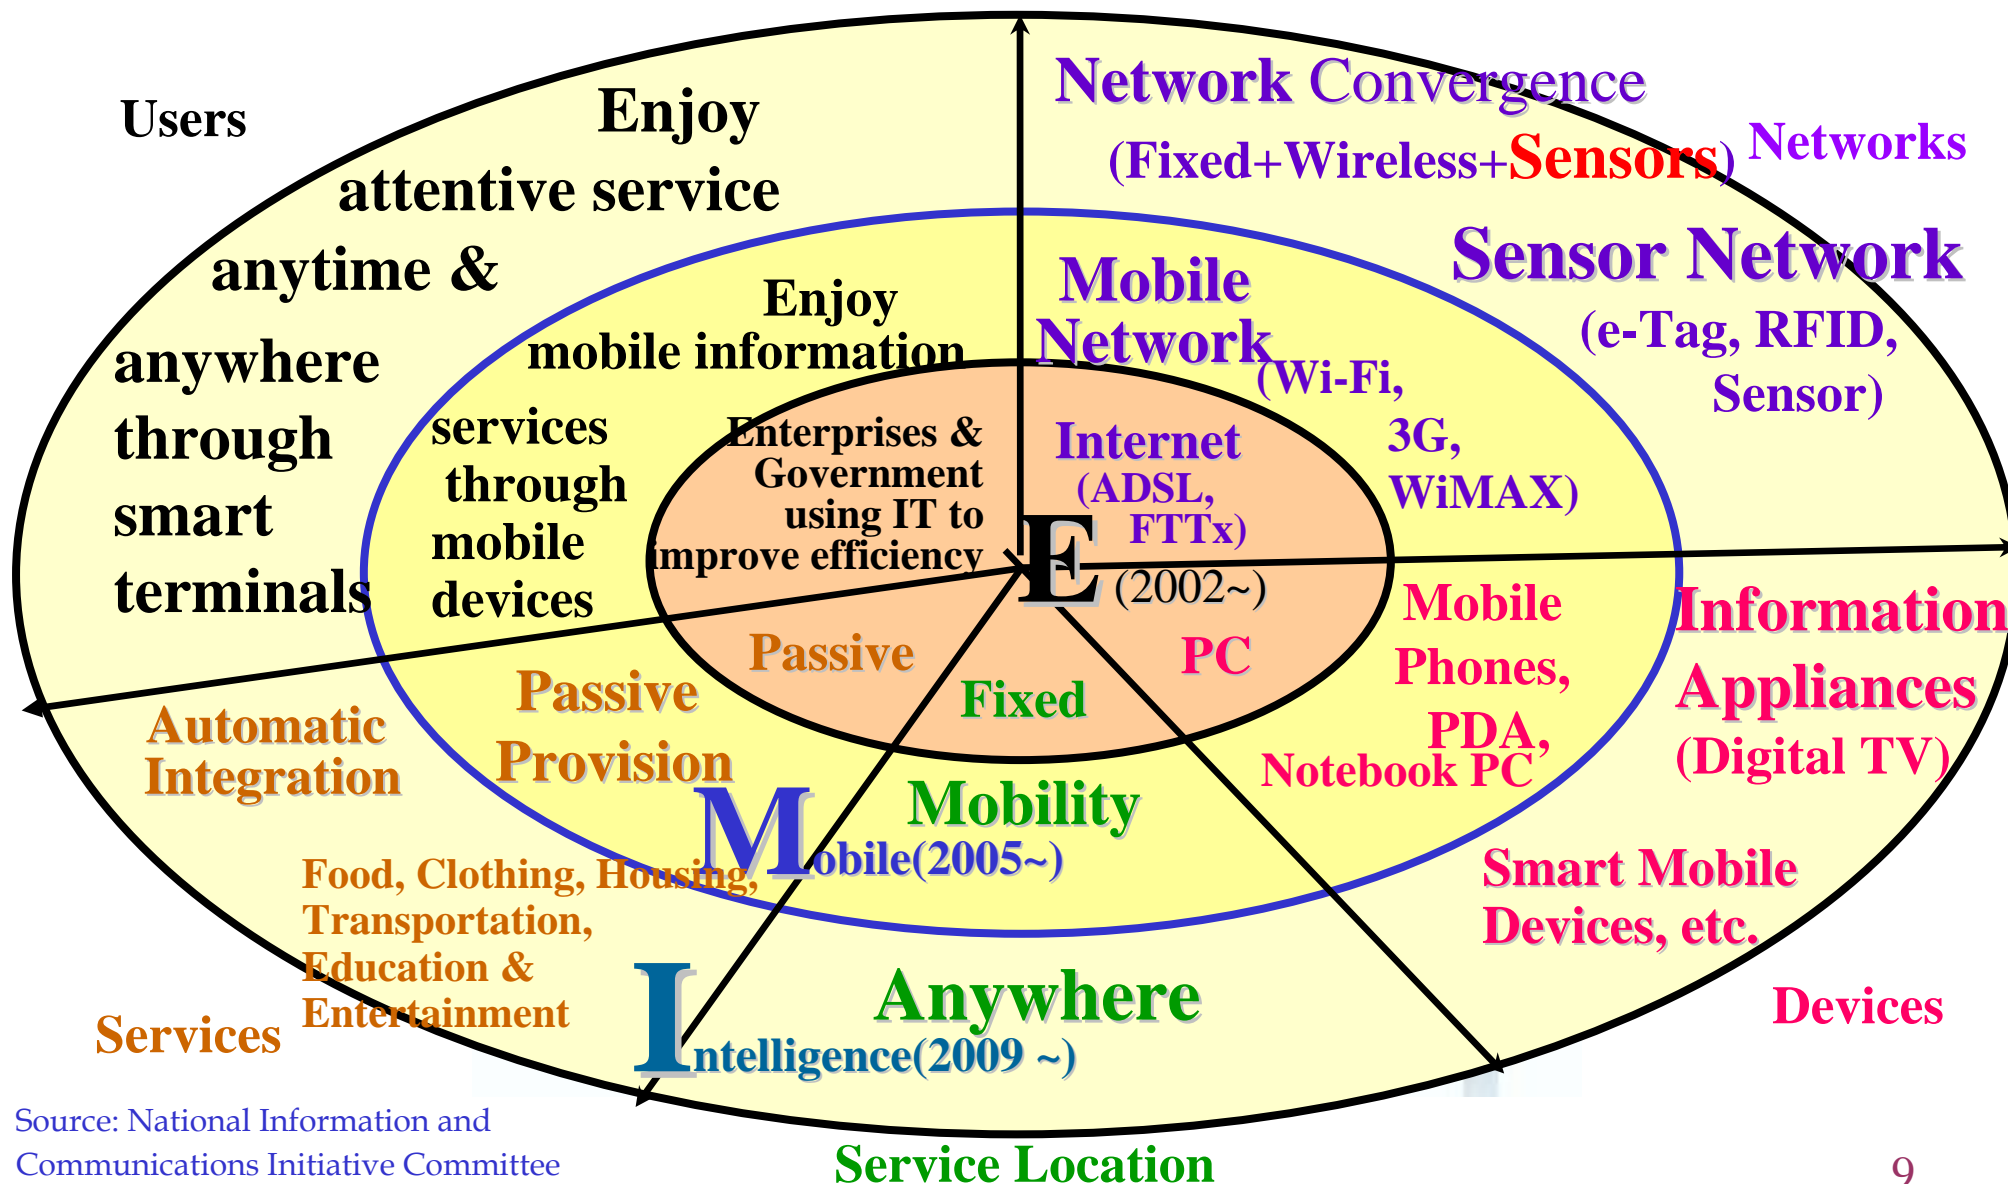 Users
Enjoy
attentive service
anytime &
anywhere
through
smart
terminals
Enjoy
mobile information
services
through
mobile
devices
Enterprises &
Government
using IT to
improve efficiency
Network Convergence
(Fixed+Wireless+Sensors)
Networks
Sensor Network
(e-Tag, RFID,
Sensor)
Mobile
Network
(Wi-Fi,
3G,
WiMAX)
Internet
(ADSL,
FTTx)
E (2002~)
Passive
Fixed
PC
Mobile
Phones,
PDA,
Notebook PC
Information
Appliances
(Digital TV)
Smart Mobile
Devices, etc.
Devices
Passive
Provision
Automatic
Integration
Food, Clothing, Housing,
Transportation,
Education &
Entertainment
Services
Mobility
Mobile(2005~)
Anywhere
Intelligence(2009 ~)
Service Location
Source: National Information and
Communications Initiative Committee
9